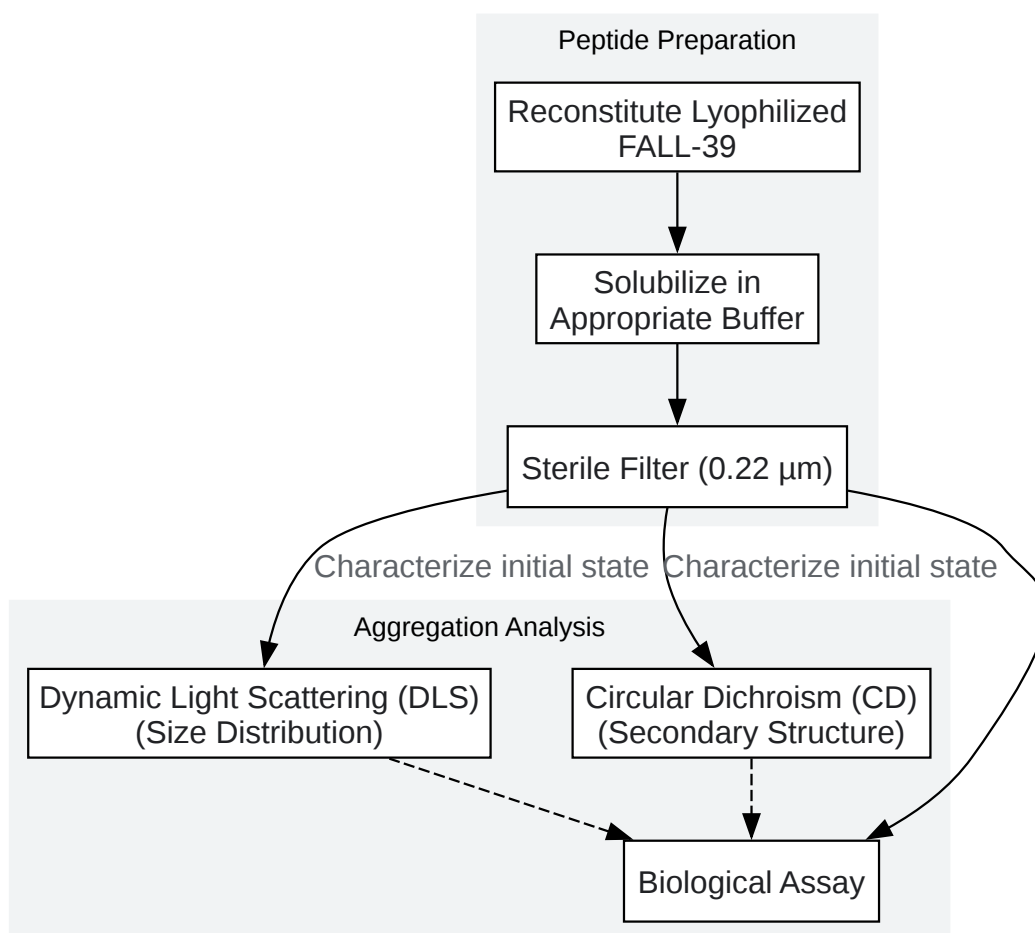 Peptide Preparation
Reconstitute Lyophilized
FALL-39
Solubilize in
Appropriate Buffer
Sterile Filter (0.22 µm)
Characterize initial state
Characterize initial state
Aggregation Analysis
Dynamic Light Scattering (DLS)
(Size Distribution)
Circular Dichroism (CD)
(Secondary Structure)
Biological Assay